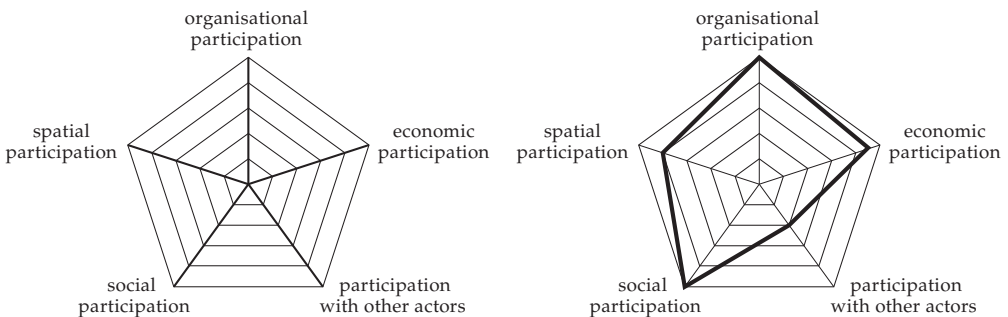 organisational
participation
spatial
participation
economic
participation
social
participation
participation
with other actors
organisational
participation
spatial
participation
economic
participation
social
participation
participation
with other actors